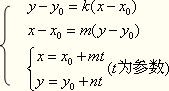 y − y₀ = k(x − x₀)
x − x₀ = m(y − y₀)
{ x = x₀ + mt
y = y₀ + nt (t为参数)